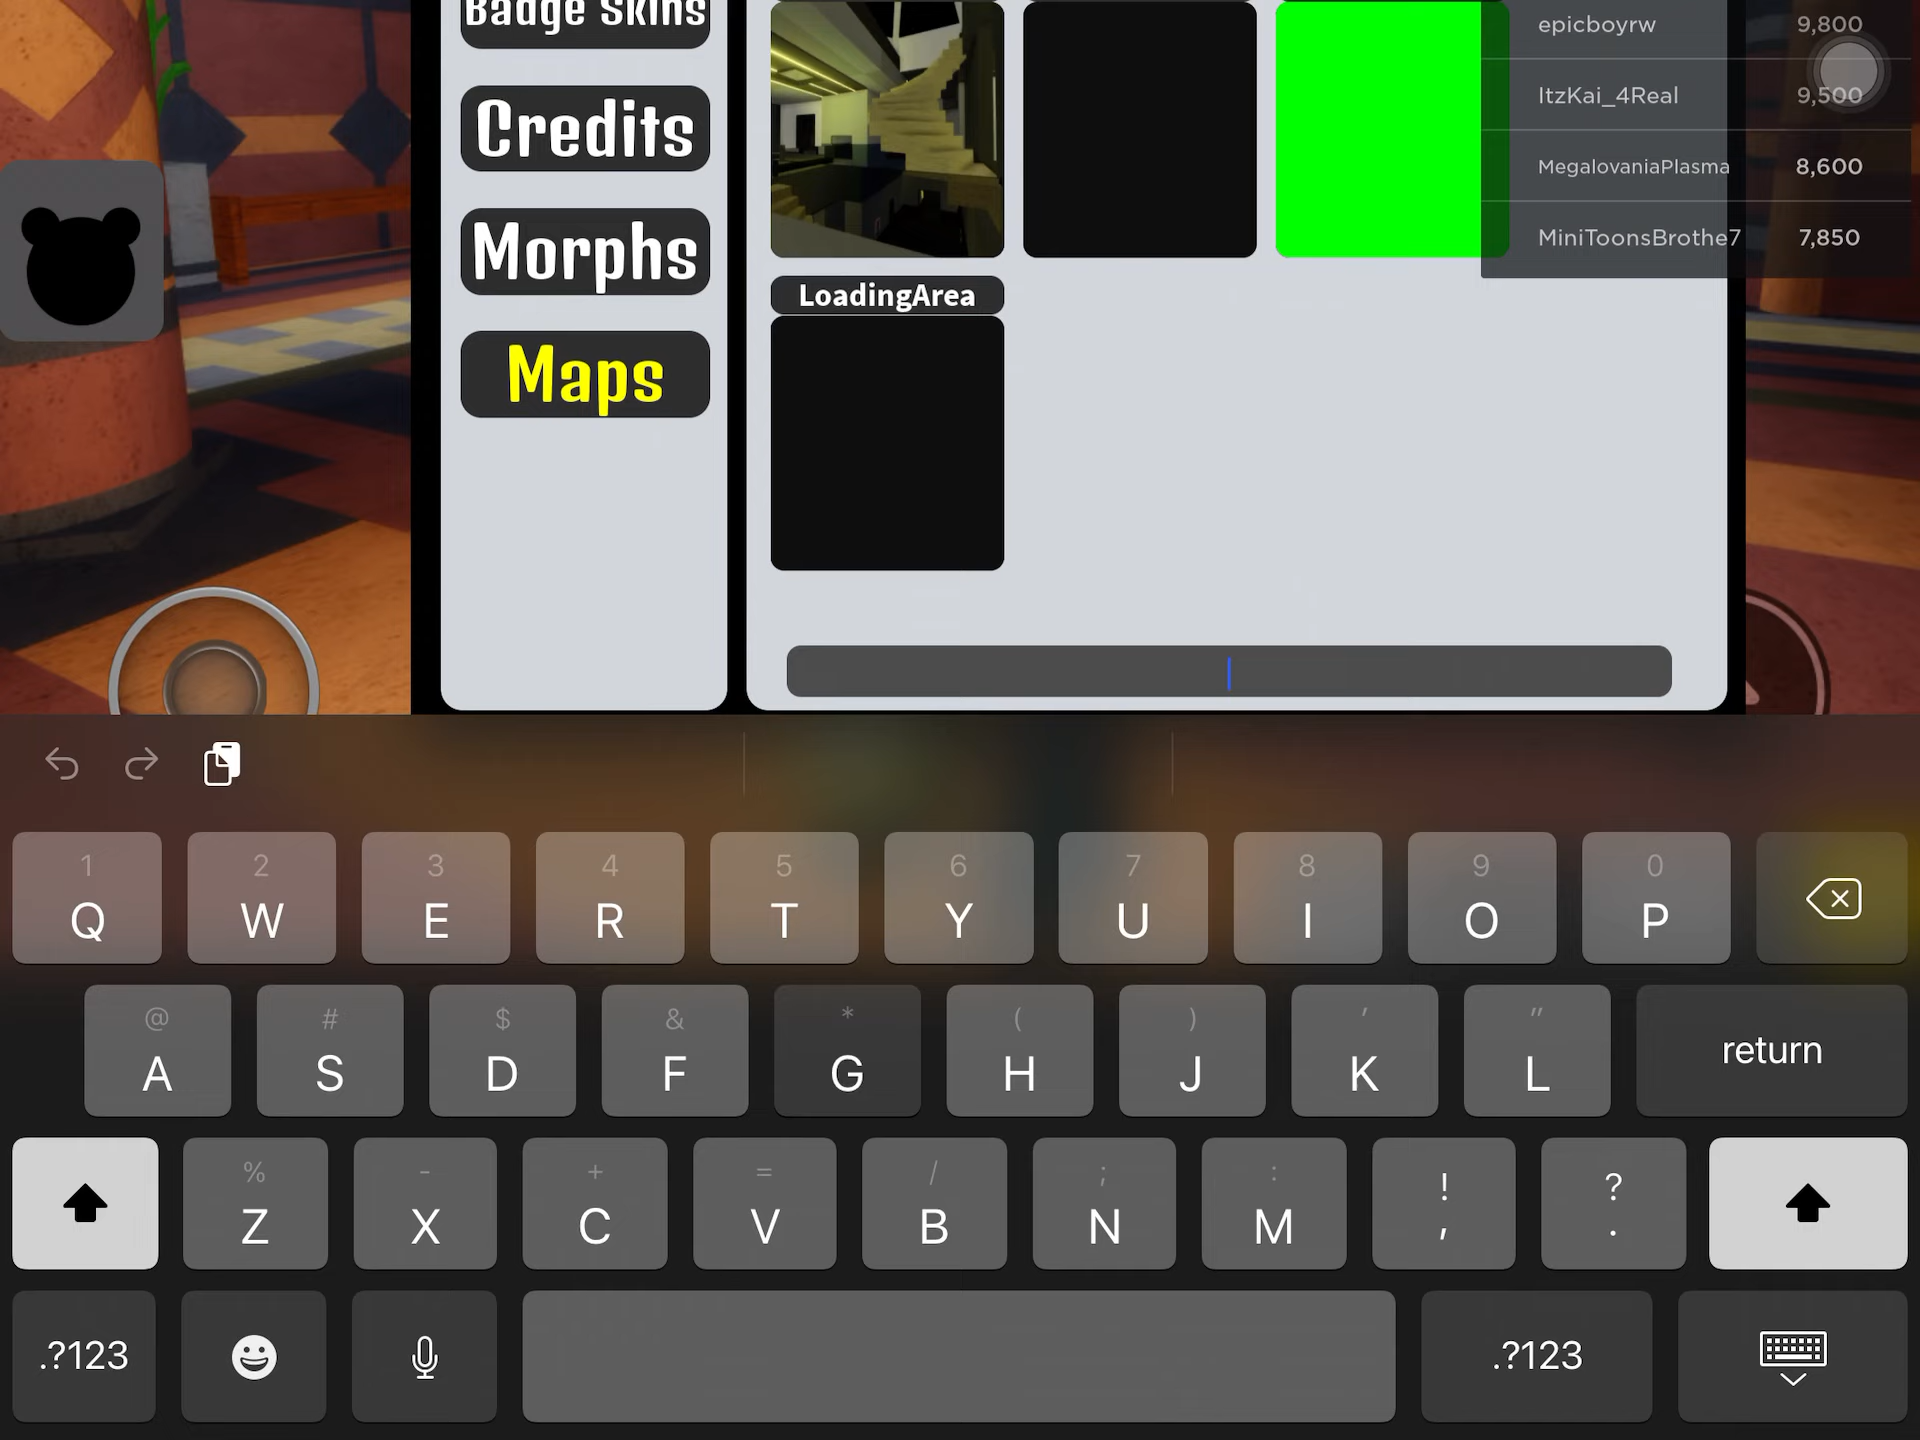 Badge Skins
Credits
Morphs
Maps
LoadingArea
epicboyrw 9,800
ItzKai_4Real 9,500
MegalovaniaPlasma 8,600
MiniToonsBrothe7 7,850
1 2 3 4 5 6 7 8 9 0
Q W E R T Y U I O P
@ # $ & * ( ) ' "
A S D F G H J K L return
% - + = / ; : ! ?
Z X C V B N M , .
.?123 .?123